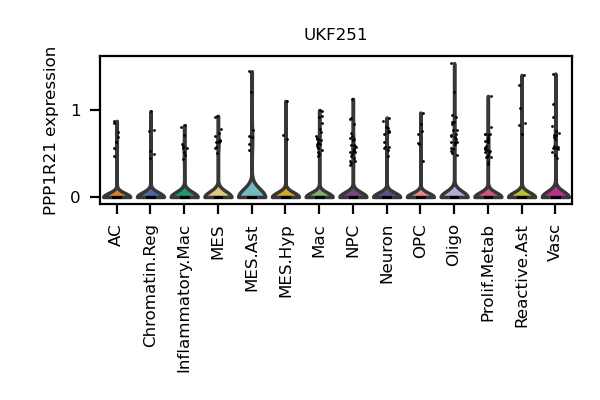 UKF251
PPP1R21 expression
1
0
AC
Chromatin.Reg
Inflammatory.Mac
MES
MES.Ast
MES.Hyp
Mac
NPC
Neuron
OPC
Oligo
Prolif.Metab
Reactive.Ast
Vasc